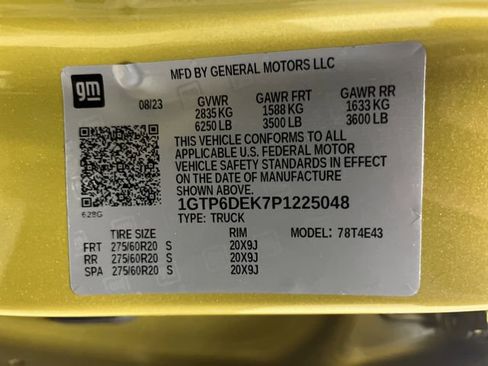 gm
MFD BY GENERAL MOTORS LLC
08/23 GVWR GAWR FRT GAWR RR
2835 KG 1588 KG 1633 KG
6250 LB 3500 LB 3600 LB
THIS VEHICLE CONFORMS TO ALL
APPLICABLE U.S. FEDERAL MOTOR
VEHICLE SAFETY STANDARDS IN EFFECT
ON THE DATE OF MANUFACTURE
SHOWN ABOVE.
628G
1GTP6DEK7P1225048
TYPE: TRUCK
TIRE SIZE RIM MODEL: 78T4E43
FRT 275/60R20 S 20X9J
RR 275/60R20 S 20X9J
SPA 275/60R20 S 20X9J